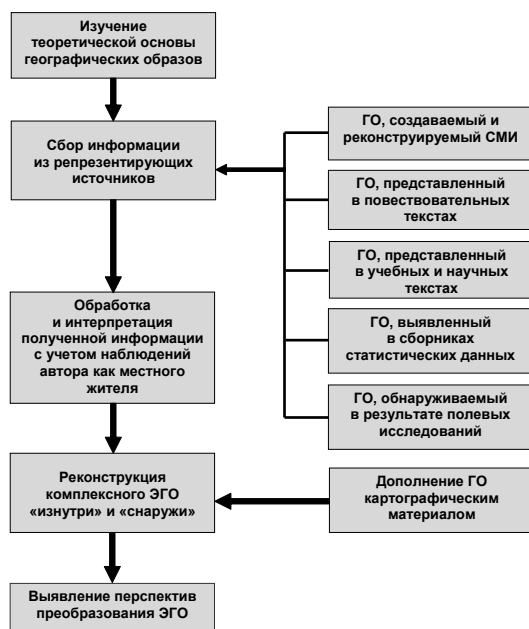 Изучение
теоретической основы
географических образов
Сбор информации
из репрезентирующих
источников
ГО, создаваемый и
реконструируемый СМИ
ГО, представленный
в повествовательных
текстах
ГО, представленный
в учебных и научных
текстах
ГО, выявленный
в сборниках
статистических данных
ГО, обнаруживаемый
в результате полевых
исследований
Обработка
и интерпретация
полученной информации
с учетом наблюдений
автора как местного
жителя
Реконструкция
комплексного ЭГО
«изнутри» и «снаружи»
Дополнение ГО
картографическим
материалом
Выявление перспектив
преобразования ЭГО